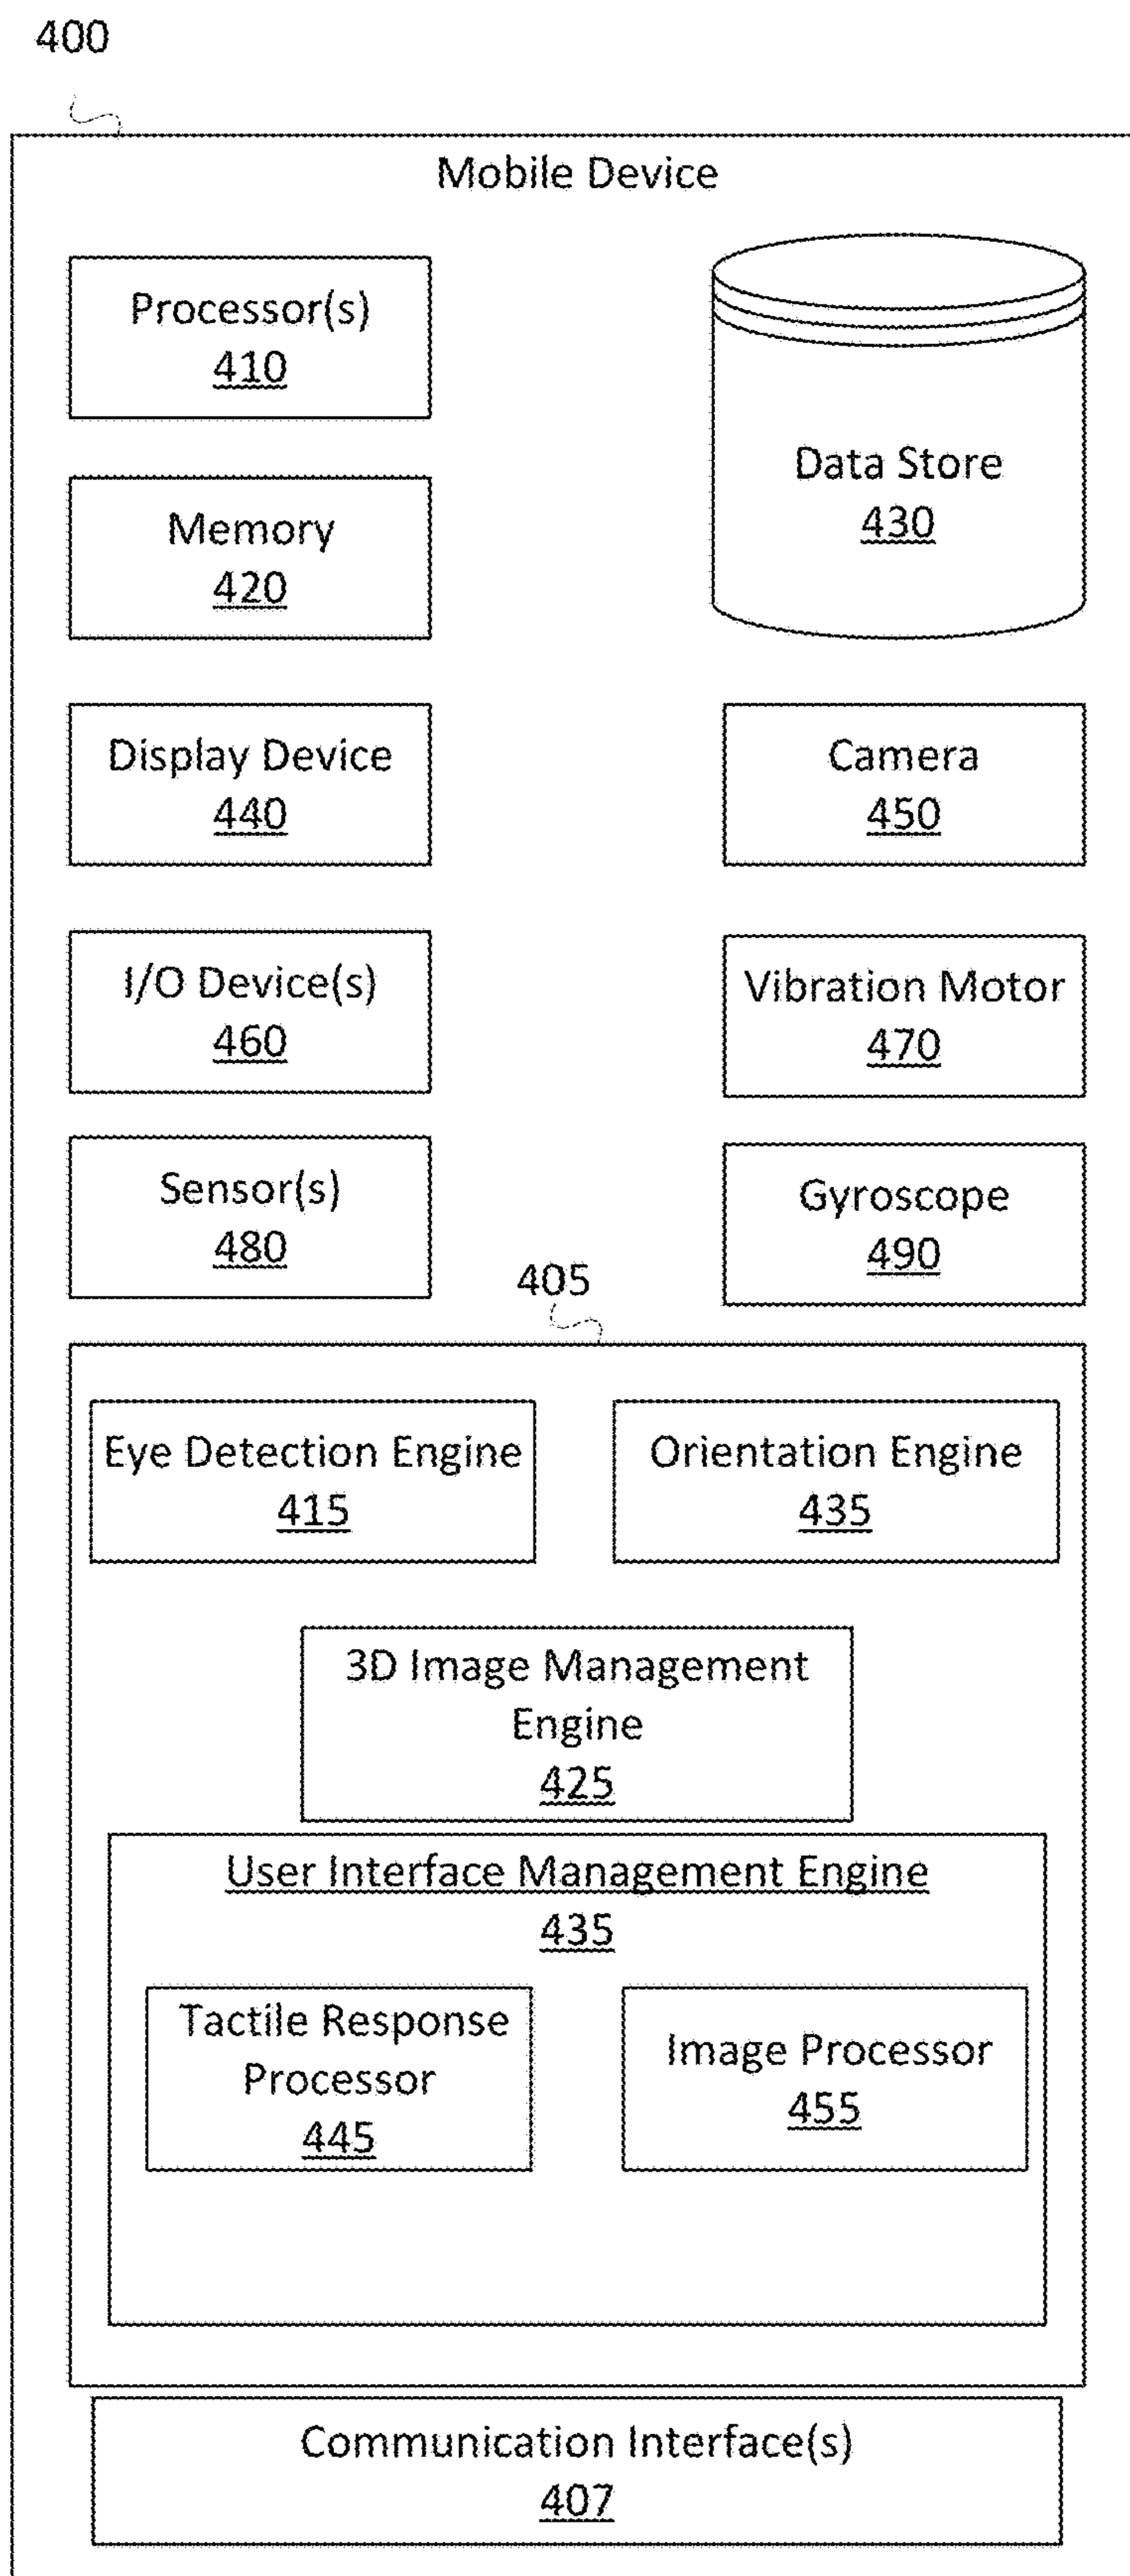 400
Mobile Device
Processor(s)
410
Data Store
430
Memory
420
Display Device
440
Camera
450
I/O Device(s)
460
Vibration Motor
470
Sensor(s)
480
Gyroscope
490
405
Eye Detection Engine
415
Orientation Engine
435
3D Image Management
Engine
425
User Interface Management Engine
435
Tactile Response
Processor
445
Image Processor
455
Communication Interface(s)
407